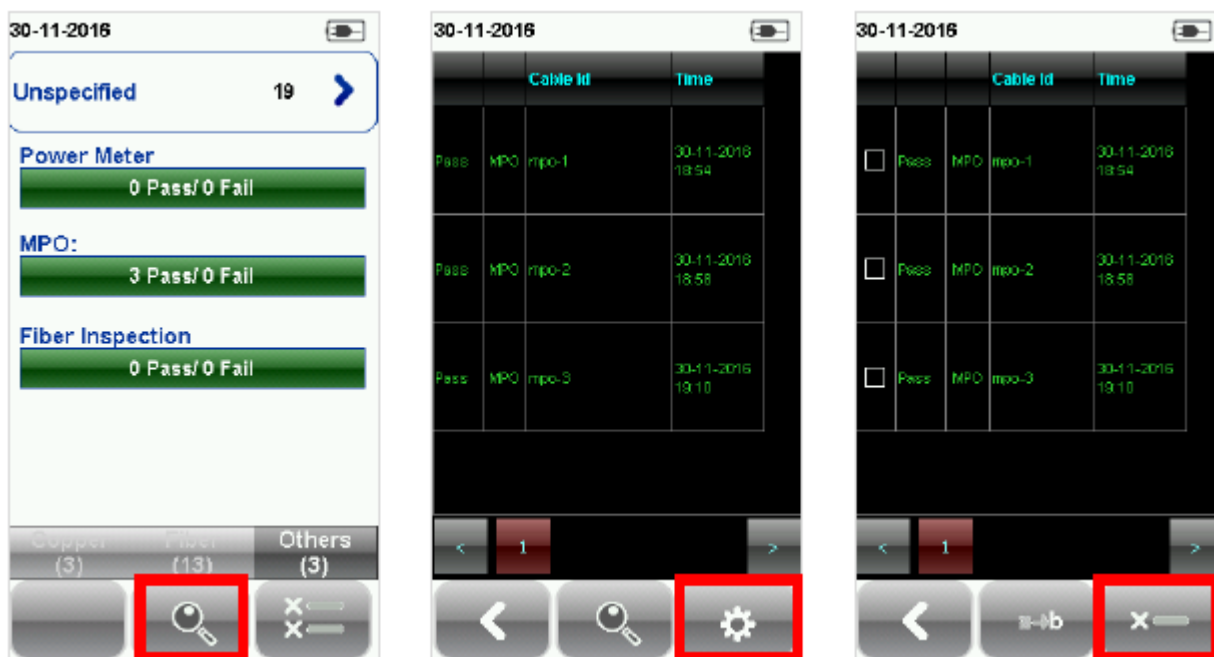 30-11-2016
Unspecified 19
Power Meter
0 Pass/ 0 Fail
MPO:
3 Pass/ 0 Fail
Fiber Inspection
0 Pass/ 0 Fail
Copper Fiber Others
(3) (13) (3)
30-11-2016
Cable Id Time
Pass MPO mpo-1 30-11-2016
18:54
Pass MPO mpo-2 30-11-2016
18:58
Pass MPO mpo-3 30-11-2016
19:10
< 1 >
30-11-2016
Cable Id Time
Pass MPO mpo-1 30-11-2016
18:54
Pass MPO mpo-2 30-11-2016
18:58
Pass MPO mpo-3 30-11-2016
19:10
< 1 >
a→b